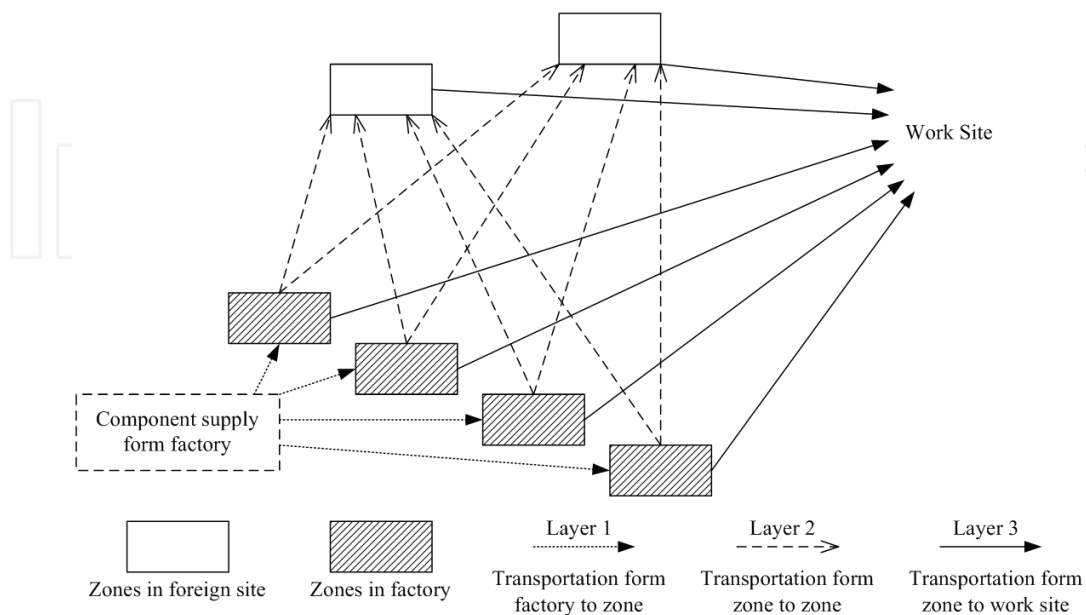 Work Site
Component supply
form factory
Zones in foreign site
Zones in factory
Layer 1
Transportation form
factory to zone
Layer 2
Transportation form
zone to zone
Layer 3
Transportation form
zone to work site